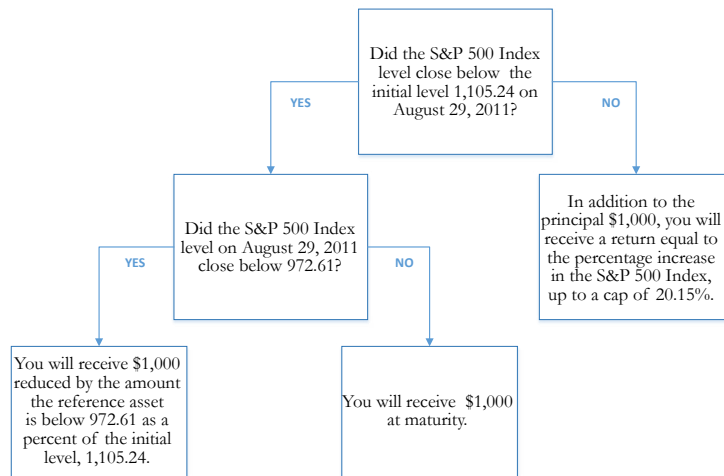 Did the S&P 500 Index
level close below the
initial level 1,105.24 on
August 29, 2011?
YES
NO
Did the S&P 500 Index
level on August 29, 2011
close below 972.61?
In addition to the
principal $1,000, you will
receive a return equal to
the percentage increase
in the S&P 500 Index,
up to a cap of 20.15%.
YES
NO
You will receive $1,000
reduced by the amount
the reference asset
is below 972.61 as a
percent of the initial
level, 1,105.24.
You will receive $1,000
at maturity.